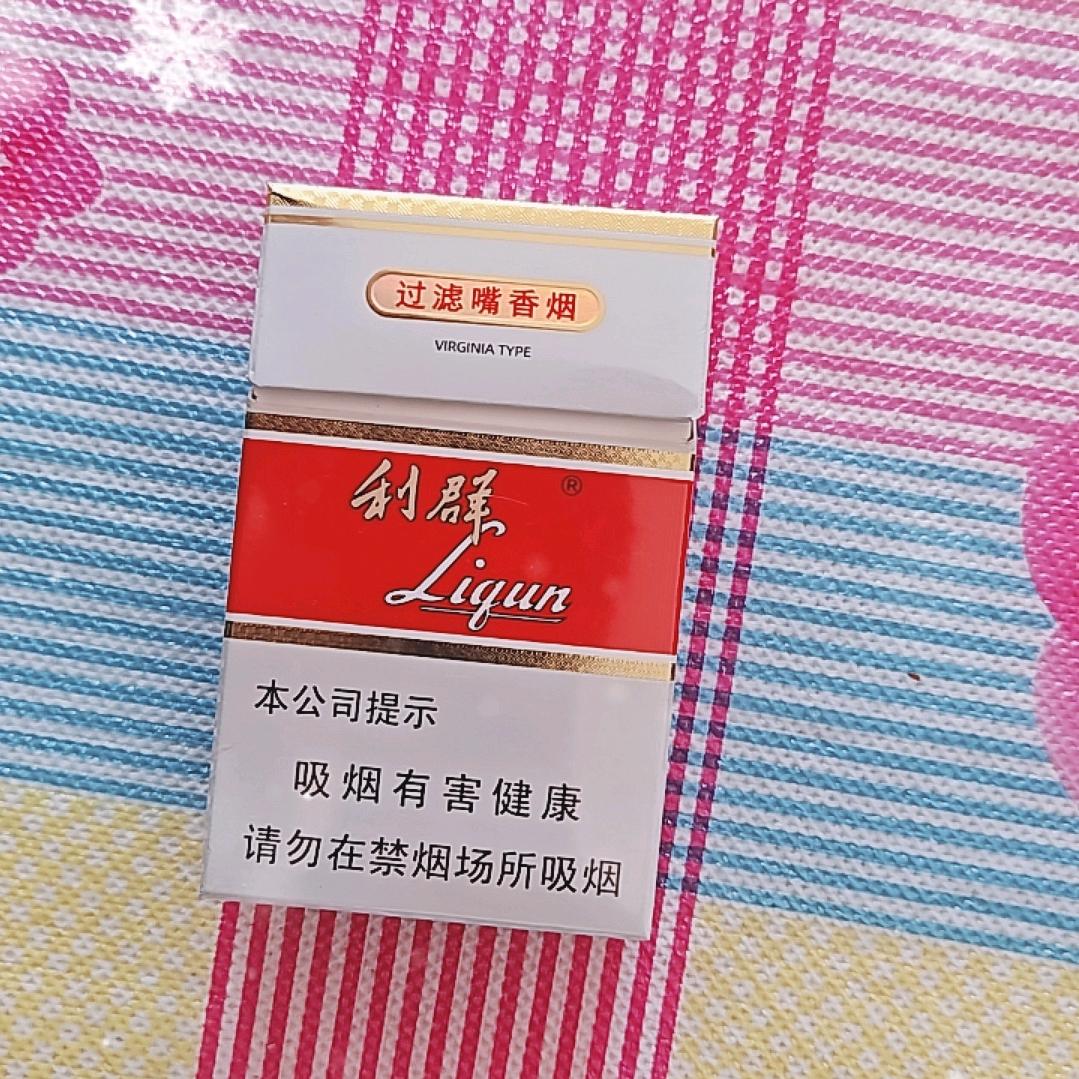 过滤嘴香烟
VIRGINIA TYPE
利群 ®
Liqun
本公司提示
吸烟有害健康
请勿在禁烟场所吸烟